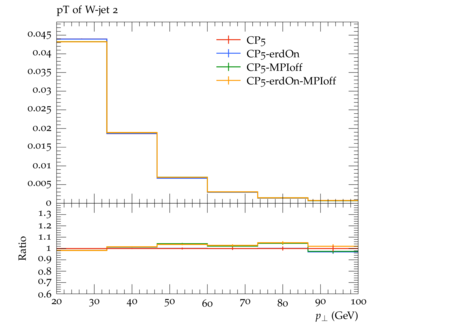 pT of W-jet 2
0.045
0.04
0.035
0.03
0.025
0.02
0.015
0.01
0.005
0
CP5
CP5-erdOn
CP5-MPIoff
CP5-erdOn-MPIoff
Ratio
1.3
1.2
1.1
1
0.9
0.8
0.7
0.6
20 30 40 50 60 70 80 90 100
p⊥ (GeV)